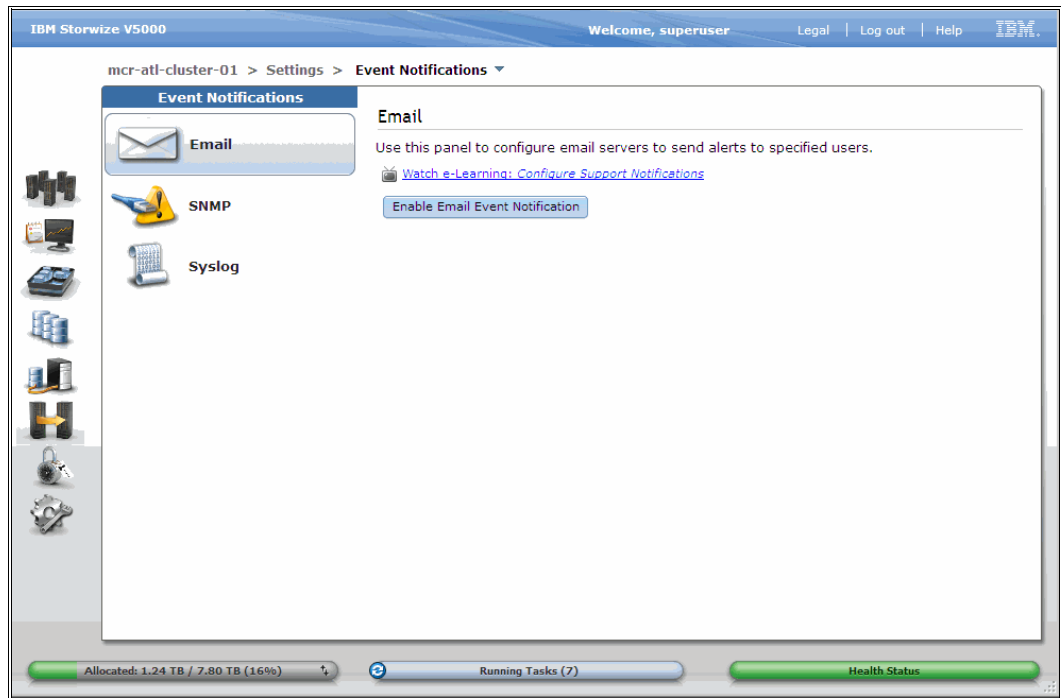 IBM Storwize V5000
Welcome, superuser
Legal | Log out | Help
IBM.
mcr-atl-cluster-01 > Settings > Event Notifications
Event Notifications
Email
SNMP
Syslog
Email
Use this panel to configure email servers to send alerts to specified users.
Watch e-Learning: Configure Support Notifications
Enable Email Event Notification
Allocated: 1.24 TB / 7.80 TB (16%)
Running Tasks (7)
Health Status